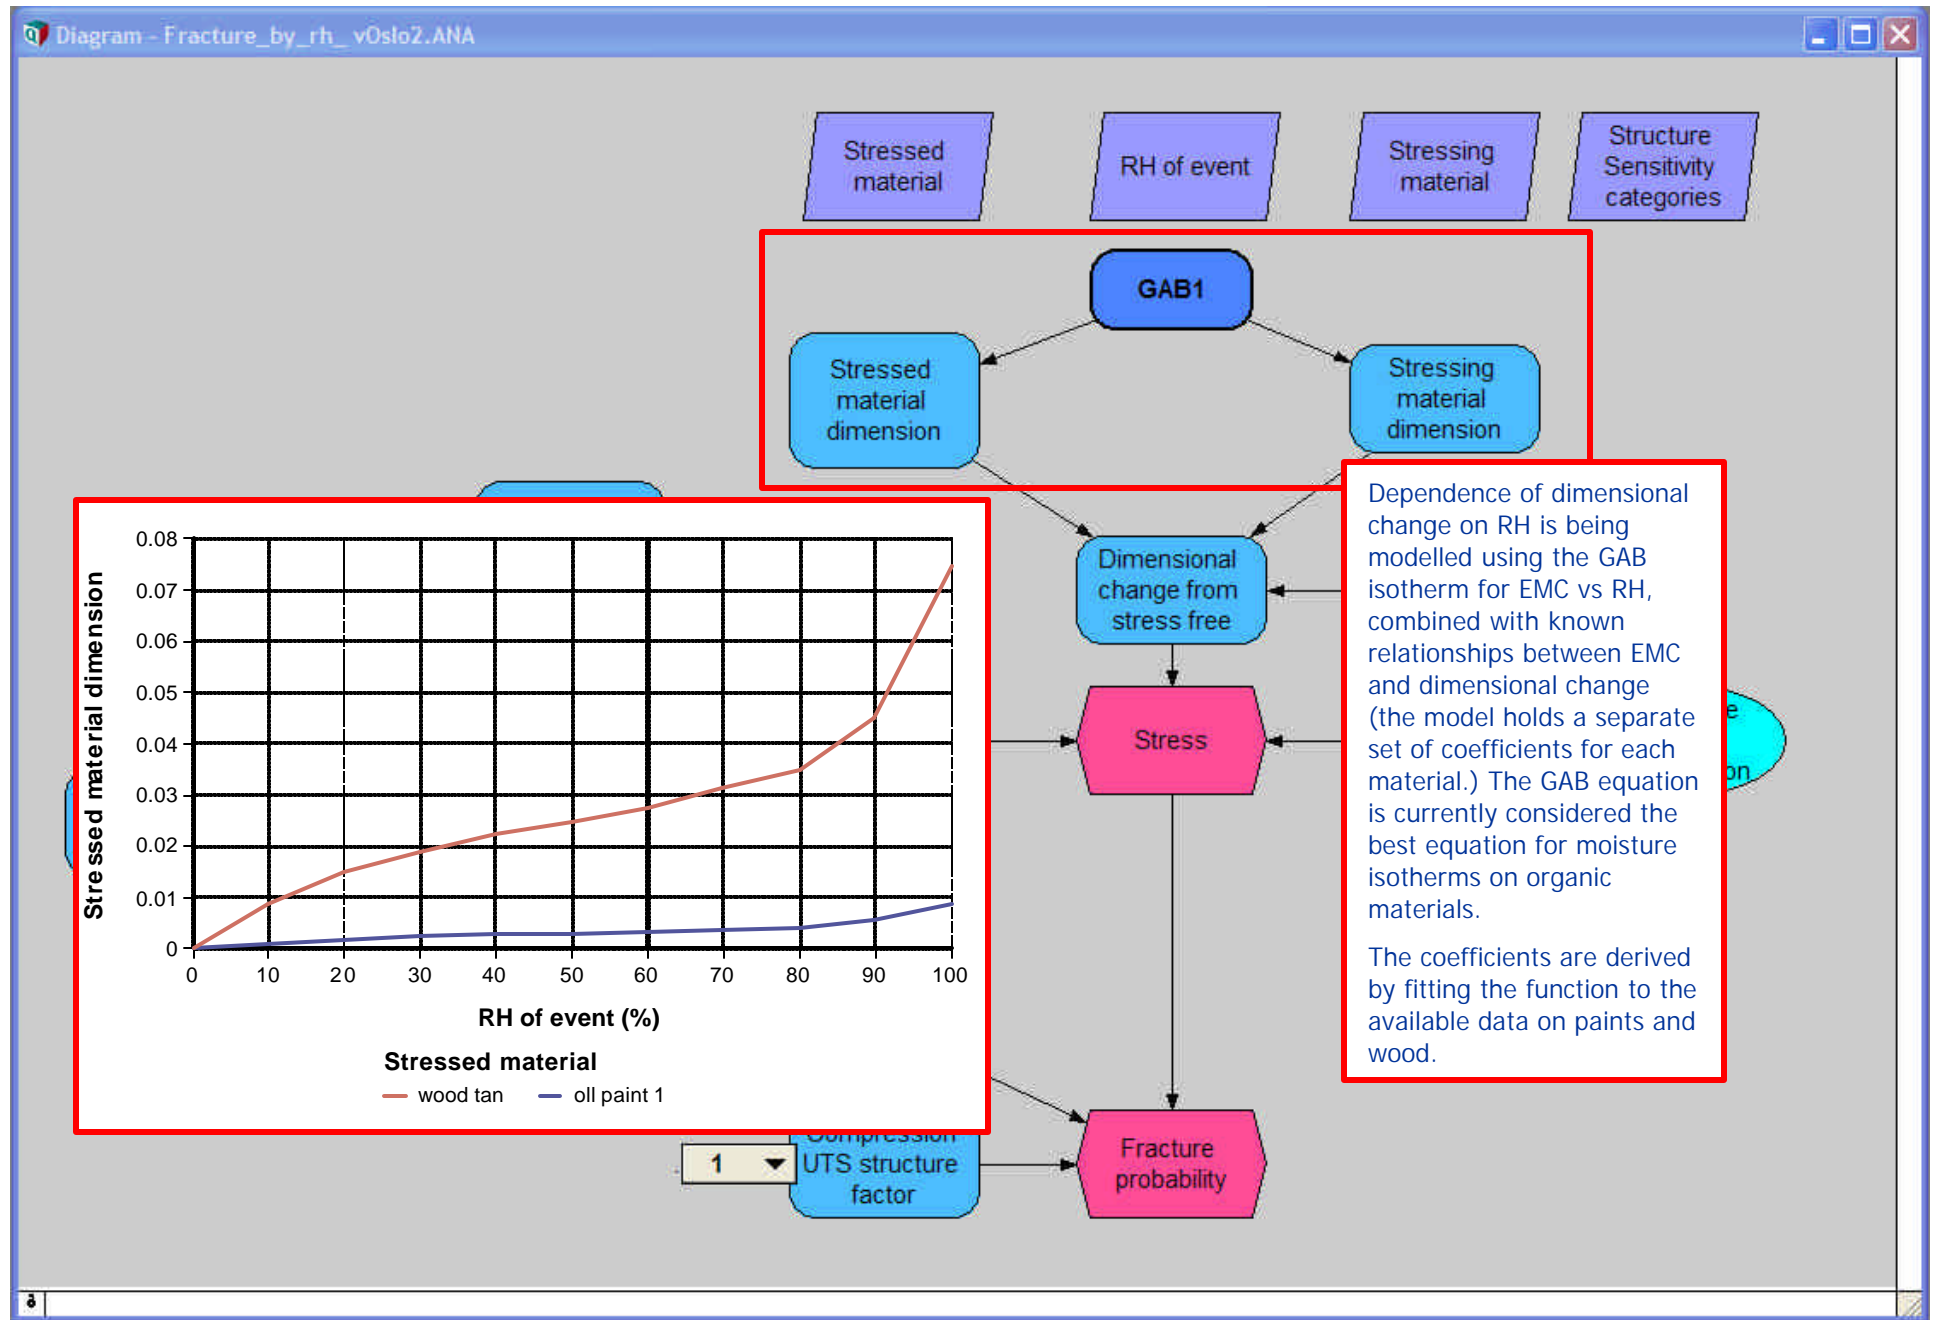 Diagram - Fracture_by_rh_ vOslo2.ANA
Stressed
material
RH of event
Stressing
material
Structure
Sensitivity
categories
GAB1
Stressed
material
dimension
Stressing
material
dimension
Dimensional
change from
stress free
Stress
Fracture
probability
Compression
UTS structure
factor
1
e
on
0.08
0.07
0.06
0.05
0.04
0.03
0.02
0.01
0
Stressed material dimension
0 10 20 30 40 50 60 70 80 90 100
RH of event (%)
Stressed material
wood tan oll paint 1
Dependence of dimensional
change on RH is being
modelled using the GAB
isotherm for EMC vs RH,
combined with known
relationships between EMC
and dimensional change
(the model holds a separate
set of coefficients for each
material.) The GAB equation
is currently considered the
best equation for moisture
isotherms on organic
materials.
The coefficients are derived
by fitting the function to the
available data on paints and
wood.